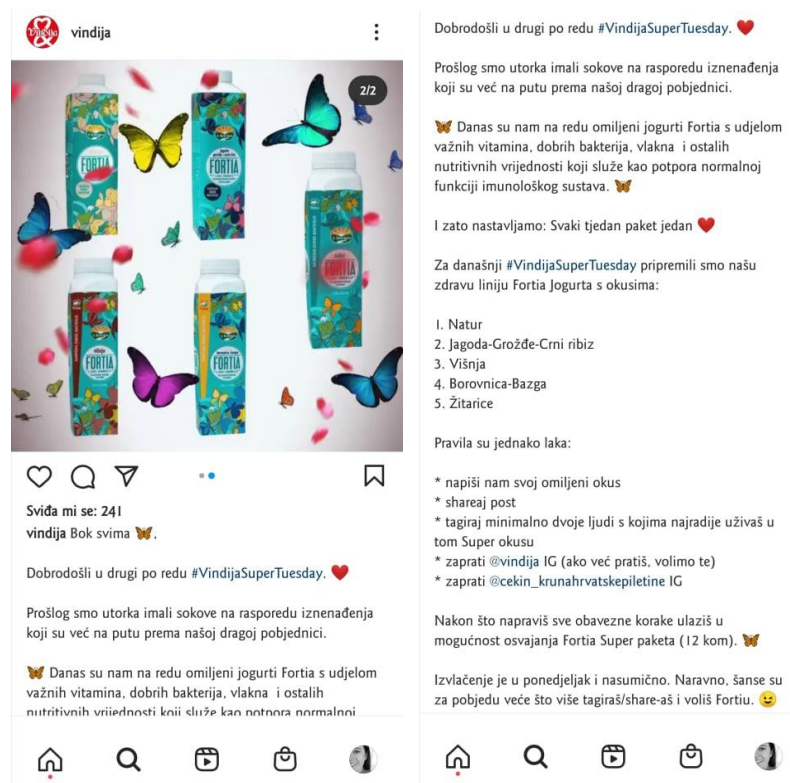 vindija
2/2
FORTIA
FORTIA
FORTIA
FORTIA
FORTIA
Sviđa mi se: 241
vindija Bok svima 🦋,
Dobrodošli u drugi po redu #VindijaSuperTuesday. ❤️
Prošlog smo utorka imali sokove na rasporedu iznenađenja
koji su već na putu prema našoj dragoj pobjednici.
🦋 Danas su nam na redu omiljeni jogurti Fortia s udjelom
važnih vitamina, dobrih bakterija, vlakna i ostalih
nutritivnih vrijednosti koji služe kao potpora normalnoj
Dobrodošli u drugi po redu #VindijaSuperTuesday. ❤️
Prošlog smo utorka imali sokove na rasporedu iznenađenja
koji su već na putu prema našoj dragoj pobjednici.
🦋 Danas su nam na redu omiljeni jogurti Fortia s udjelom
važnih vitamina, dobrih bakterija, vlakna i ostalih
nutritivnih vrijednosti koji služe kao potpora normalnoj
funkciji imunološkog sustava. 🦋
I zato nastavljamo: Svaki tjedan paket jedan ❤️
Za današnji #VindijaSuperTuesday pripremili smo našu
zdravu liniju Fortia Jogurta s okusima:
1. Natur
2. Jagoda-Grožđe-Crni ribiz
3. Višnja
4. Borovnica-Bazga
5. Žitarice
Pravila su jednako laka:
* napiši nam svoj omiljeni okus
* shareaj post
* tagiraj minimalno dvoje ljudi s kojima najradije uživaš u
tom Super okusu
* zaprati @vindija IG (ako već pratiš, volimo te)
* zaprati @cekin_krunahrvatskepiletine IG
Nakon što napraviš sve obavezne korake ulaziš u
mogućnost osvajanja Fortia Super paketa (12 kom). 🦋
Izvlačenje je u ponedjeljak i nasumično. Naravno, šanse su
za pobjedu veće što više tagiraš/share-aš i voliš Fortiu. 😉